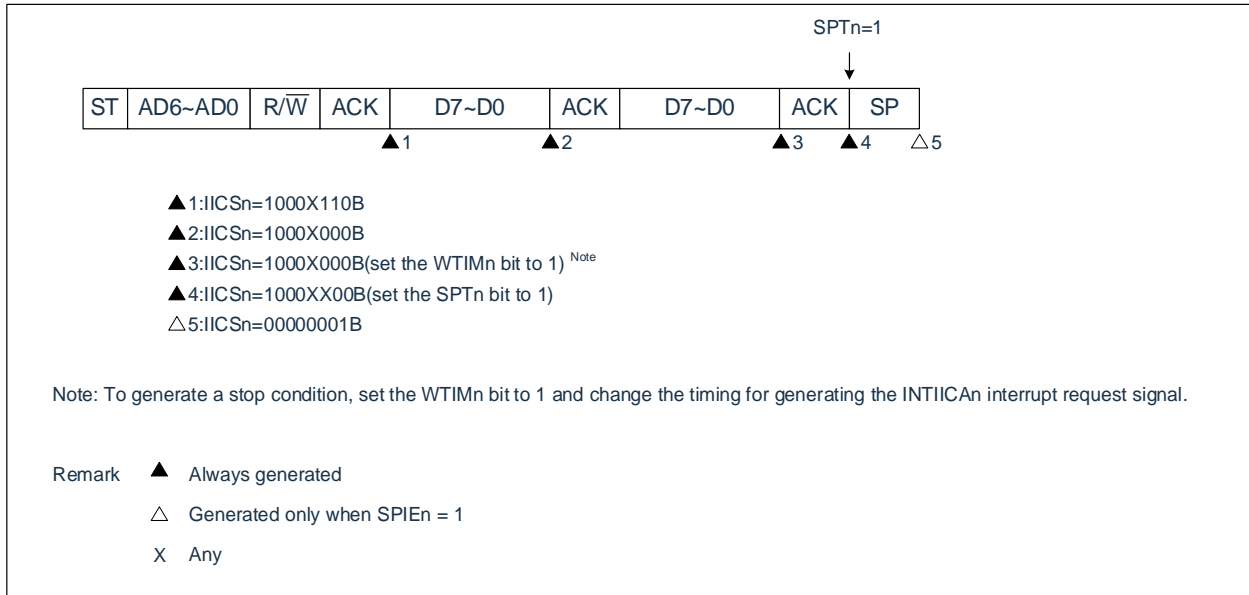 SPTn=1
ST AD6~AD0 R/W̅ ACK D7~D0 ACK D7~D0 ACK SP
▲1 ▲2 ▲3 ▲4 △5
▲1:IICSn=1000X110B
▲2:IICSn=1000X000B
▲3:IICSn=1000X000B(set the WTIMn bit to 1) Note
▲4:IICSn=1000XX00B(set the SPTn bit to 1)
△5:IICSn=00000001B
Note: To generate a stop condition, set the WTIMn bit to 1 and change the timing for generating the INTIICAn interrupt request signal.
Remark ▲ Always generated
△ Generated only when SPIEn = 1
X Any